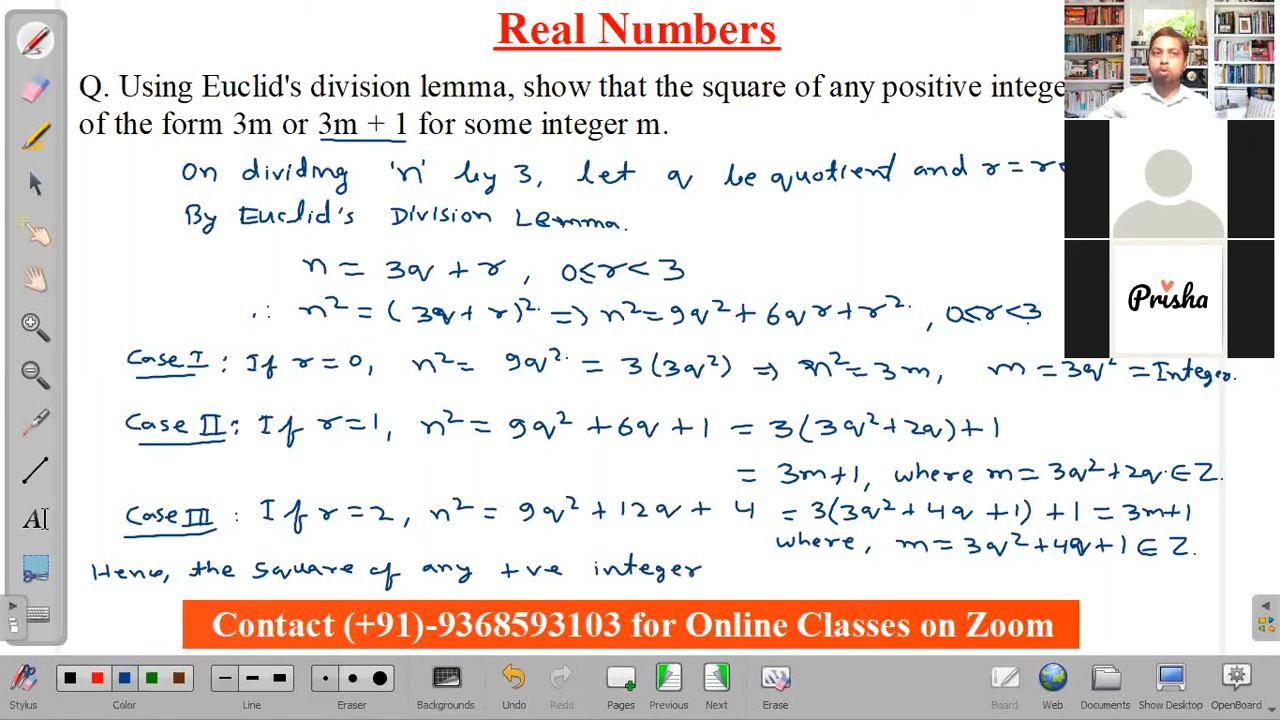 Real Numbers
Q. Using Euclid's division lemma, show that the square of any positive intege
of the form 3m or 3m + 1 for some integer m.
On dividing 'n' by 3, let q be quotient and r = r
By Euclid's Division Lemma.
n = 3q + r , 0≤r<3
∴ n² = (3q + r)² ⇒ n² = 9q² + 6qr + r² , 0≤r<3
Case I : If r = 0, n² = 9q² = 3(3q²) ⇒ n² = 3m, m = 3q² = Integer.
Case II : If r = 1, n² = 9q² + 6q + 1 = 3(3q² + 2q) + 1
= 3m+1, where m = 3q² + 2q ∈ Z.
Case III : If r = 2, n² = 9q² + 12q + 4 = 3(3q² + 4q + 1) + 1 = 3m+1
where, m = 3q² + 4q + 1 ∈ Z.
Hence, the square of any +ve integer
Prisha
Contact (+91)-9368593103 for Online Classes on Zoom
AI
Stylus Color Line Eraser Backgrounds Undo Redo Pages Previous Next Erase Board Web Documents Show Desktop OpenBoard